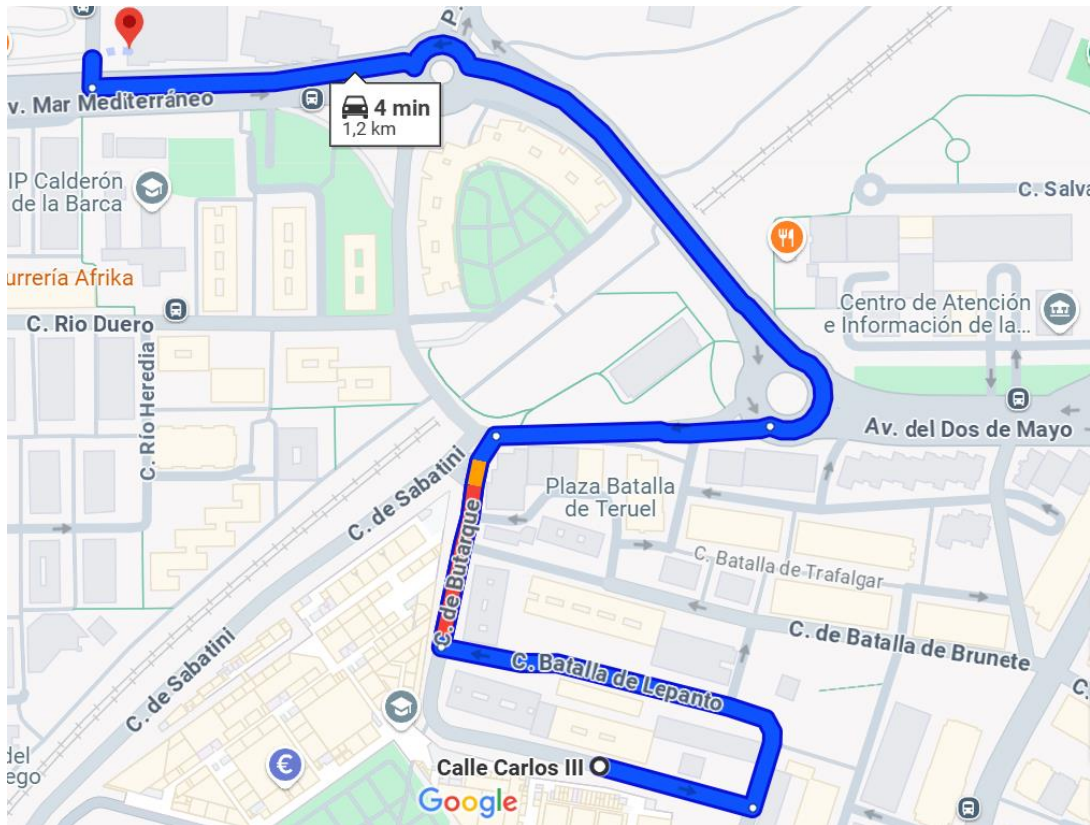 P.
v. Mar Mediterráneo
4 min
1,2 km
IP Calderón
de la Barca
C. Salva
urrería Afrika
C. Rio Duero
C. Río Heredia
Centro de Atención
e Información de la...
Av. del Dos de Mayo
C. de Sabatini
Plaza Batalla
de Teruel
C. de Butarque
C. Batalla de Trafalgar
C. de Batalla de Brunete
C. de Sabatini
C. Batalla de Lepanto
C.
del
ego
€
Calle Carlos III
Google